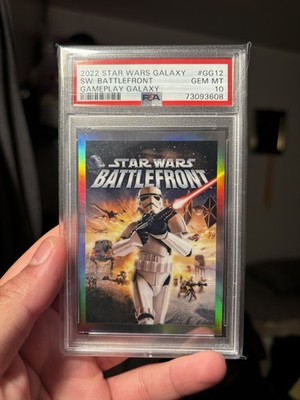 2022 STAR WARS GALAXY #GG12
SW: BATTLEFRONT GEM MT
GAMEPLAY GALAXY 10
PSA 73093608
STAR WARS
BATTLEFRONT